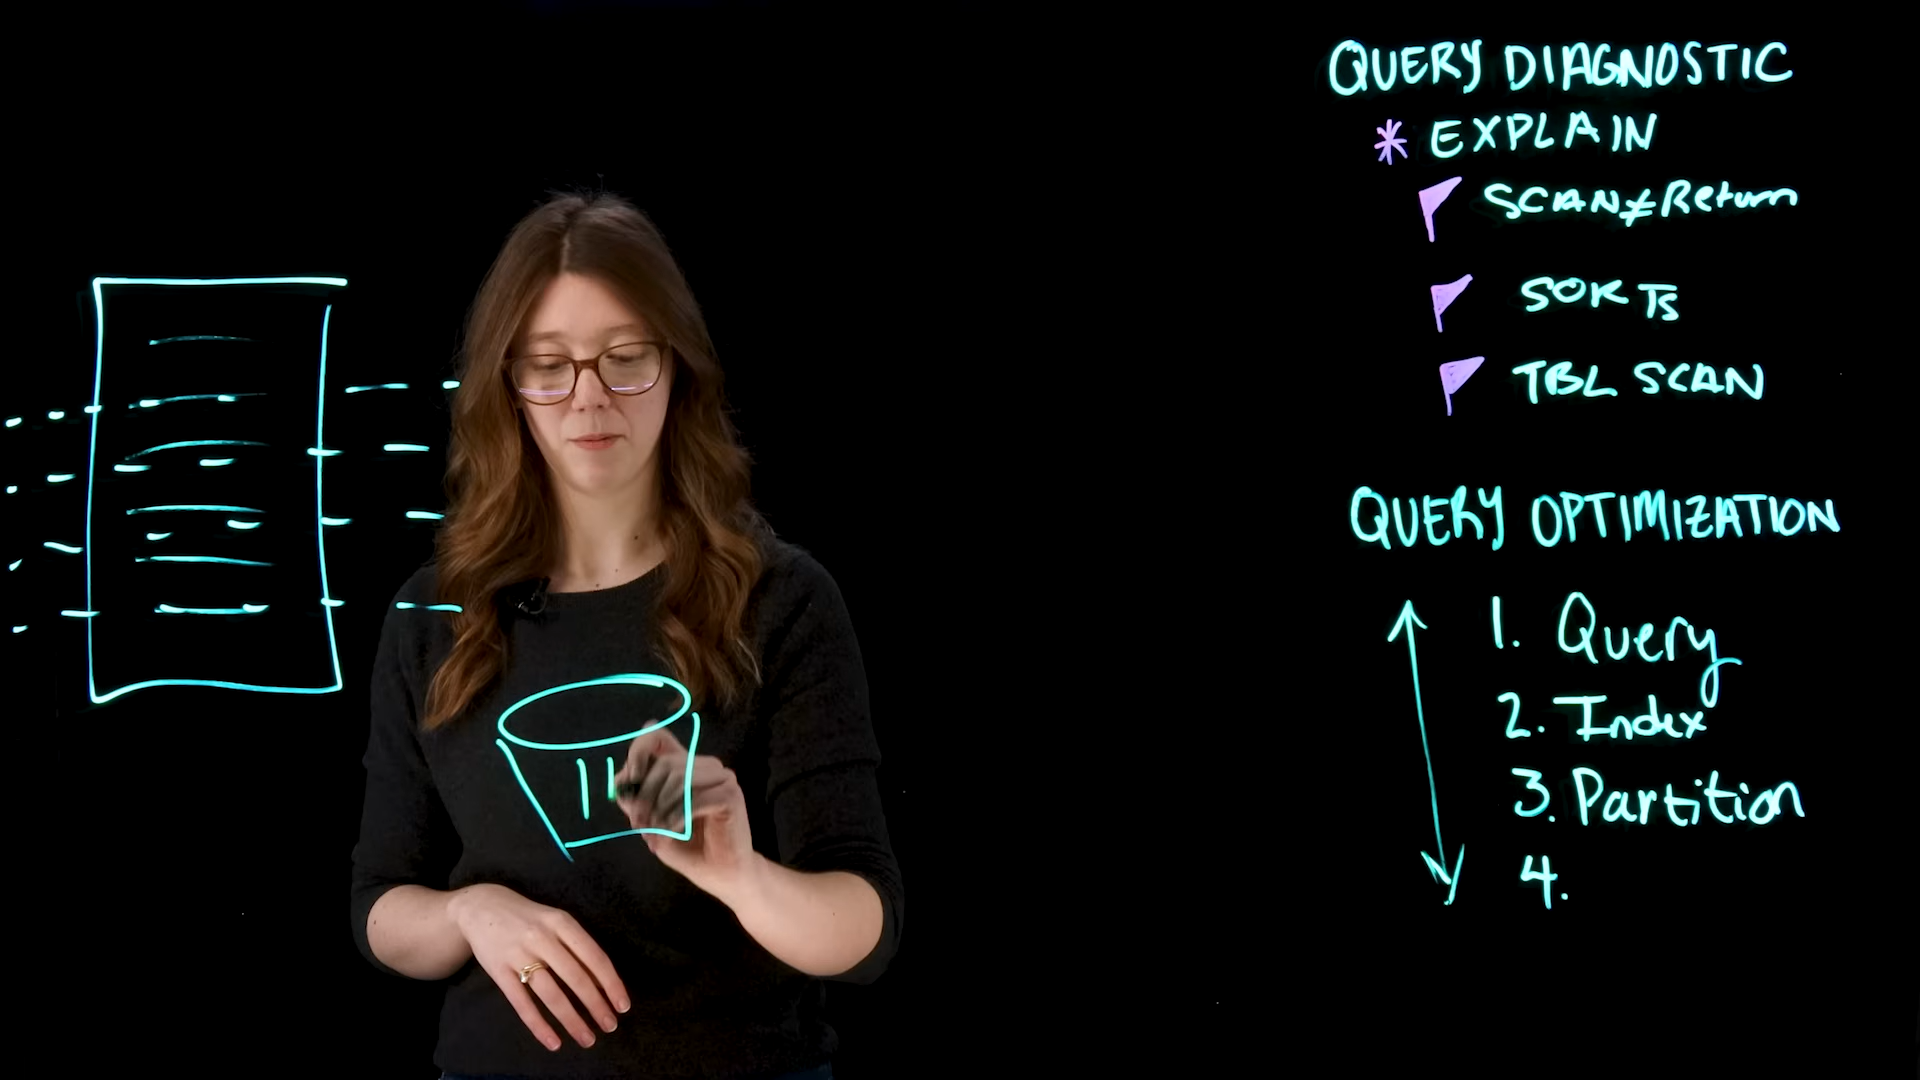 QUERY DIAGNOSTIC
* EXPLAIN
SCAN≠Return
SORTs
TBL SCAN
QUERY OPTIMIZATION
1. Query
2. Index
3. Partition
4.